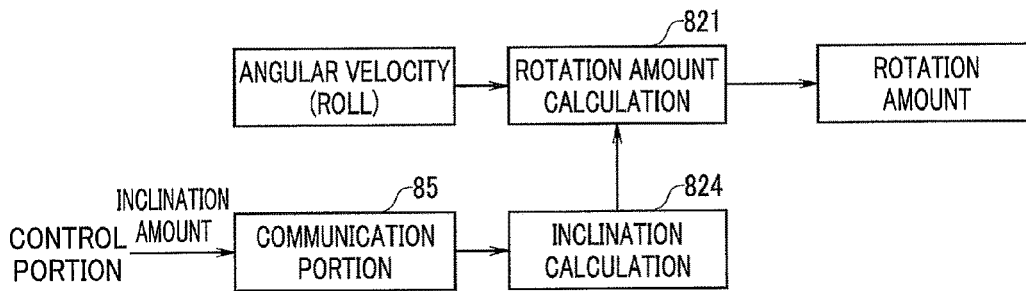 821
ANGULAR VELOCITY
(ROLL)
ROTATION AMOUNT
CALCULATION
ROTATION
AMOUNT
85
824
INCLINATION
AMOUNT
CONTROL
PORTION
COMMUNICATION
PORTION
INCLINATION
CALCULATION